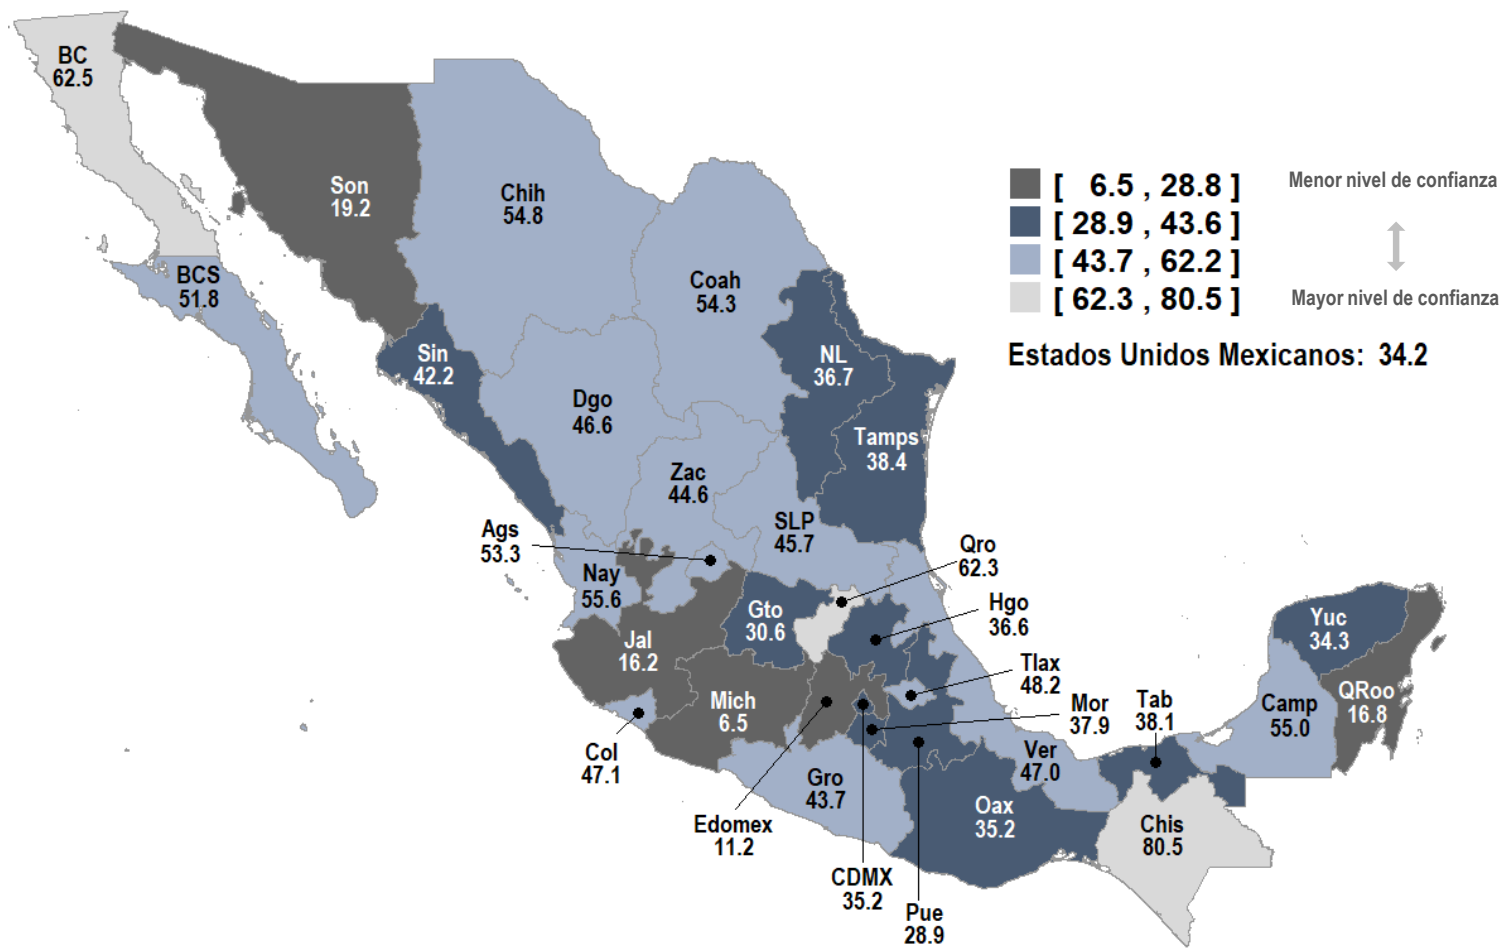 BC
62.5
Son
19.2
Chih
54.8
[ 6.5 , 28.8 ]
Menor nivel de confianza
[ 28.9 , 43.6 ]
[ 43.7 , 62.2 ]
[ 62.3 , 80.5 ]
Mayor nivel de confianza
Estados Unidos Mexicanos: 34.2
BCS
51.8
Coah
54.3
Sin
42.2
NL
36.7
Dgo
46.6
Tamps
38.4
Zac
44.6
Ags
53.3
SLP
45.7
Qro
62.3
Nay
55.6
Gto
30.6
Hgo
36.6
Yuc
34.3
Jal
16.2
Tlax
48.2
Mich
6.5
Mor
37.9
Tab
38.1
Camp
55.0
QRoo
16.8
Col
47.1
Ver
47.0
Gro
43.7
Oax
35.2
Edomex
11.2
Chis
80.5
CDMX
35.2
Pue
28.9